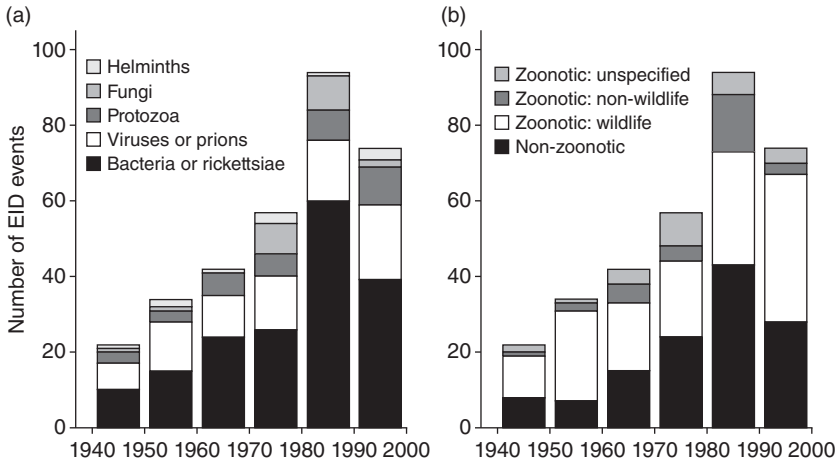 (a)
Number of EID events
100
80
60
40
20
0
Helminths
Fungi
Protozoa
Viruses or prions
Bacteria or rickettsiae
1940 1950 1960 1970 1980 1990 2000
(b)
100
80
60
40
20
0
Zoonotic: unspecified
Zoonotic: non-wildlife
Zoonotic: wildlife
Non-zoonotic
1940 1950 1960 1970 1980 1990 2000